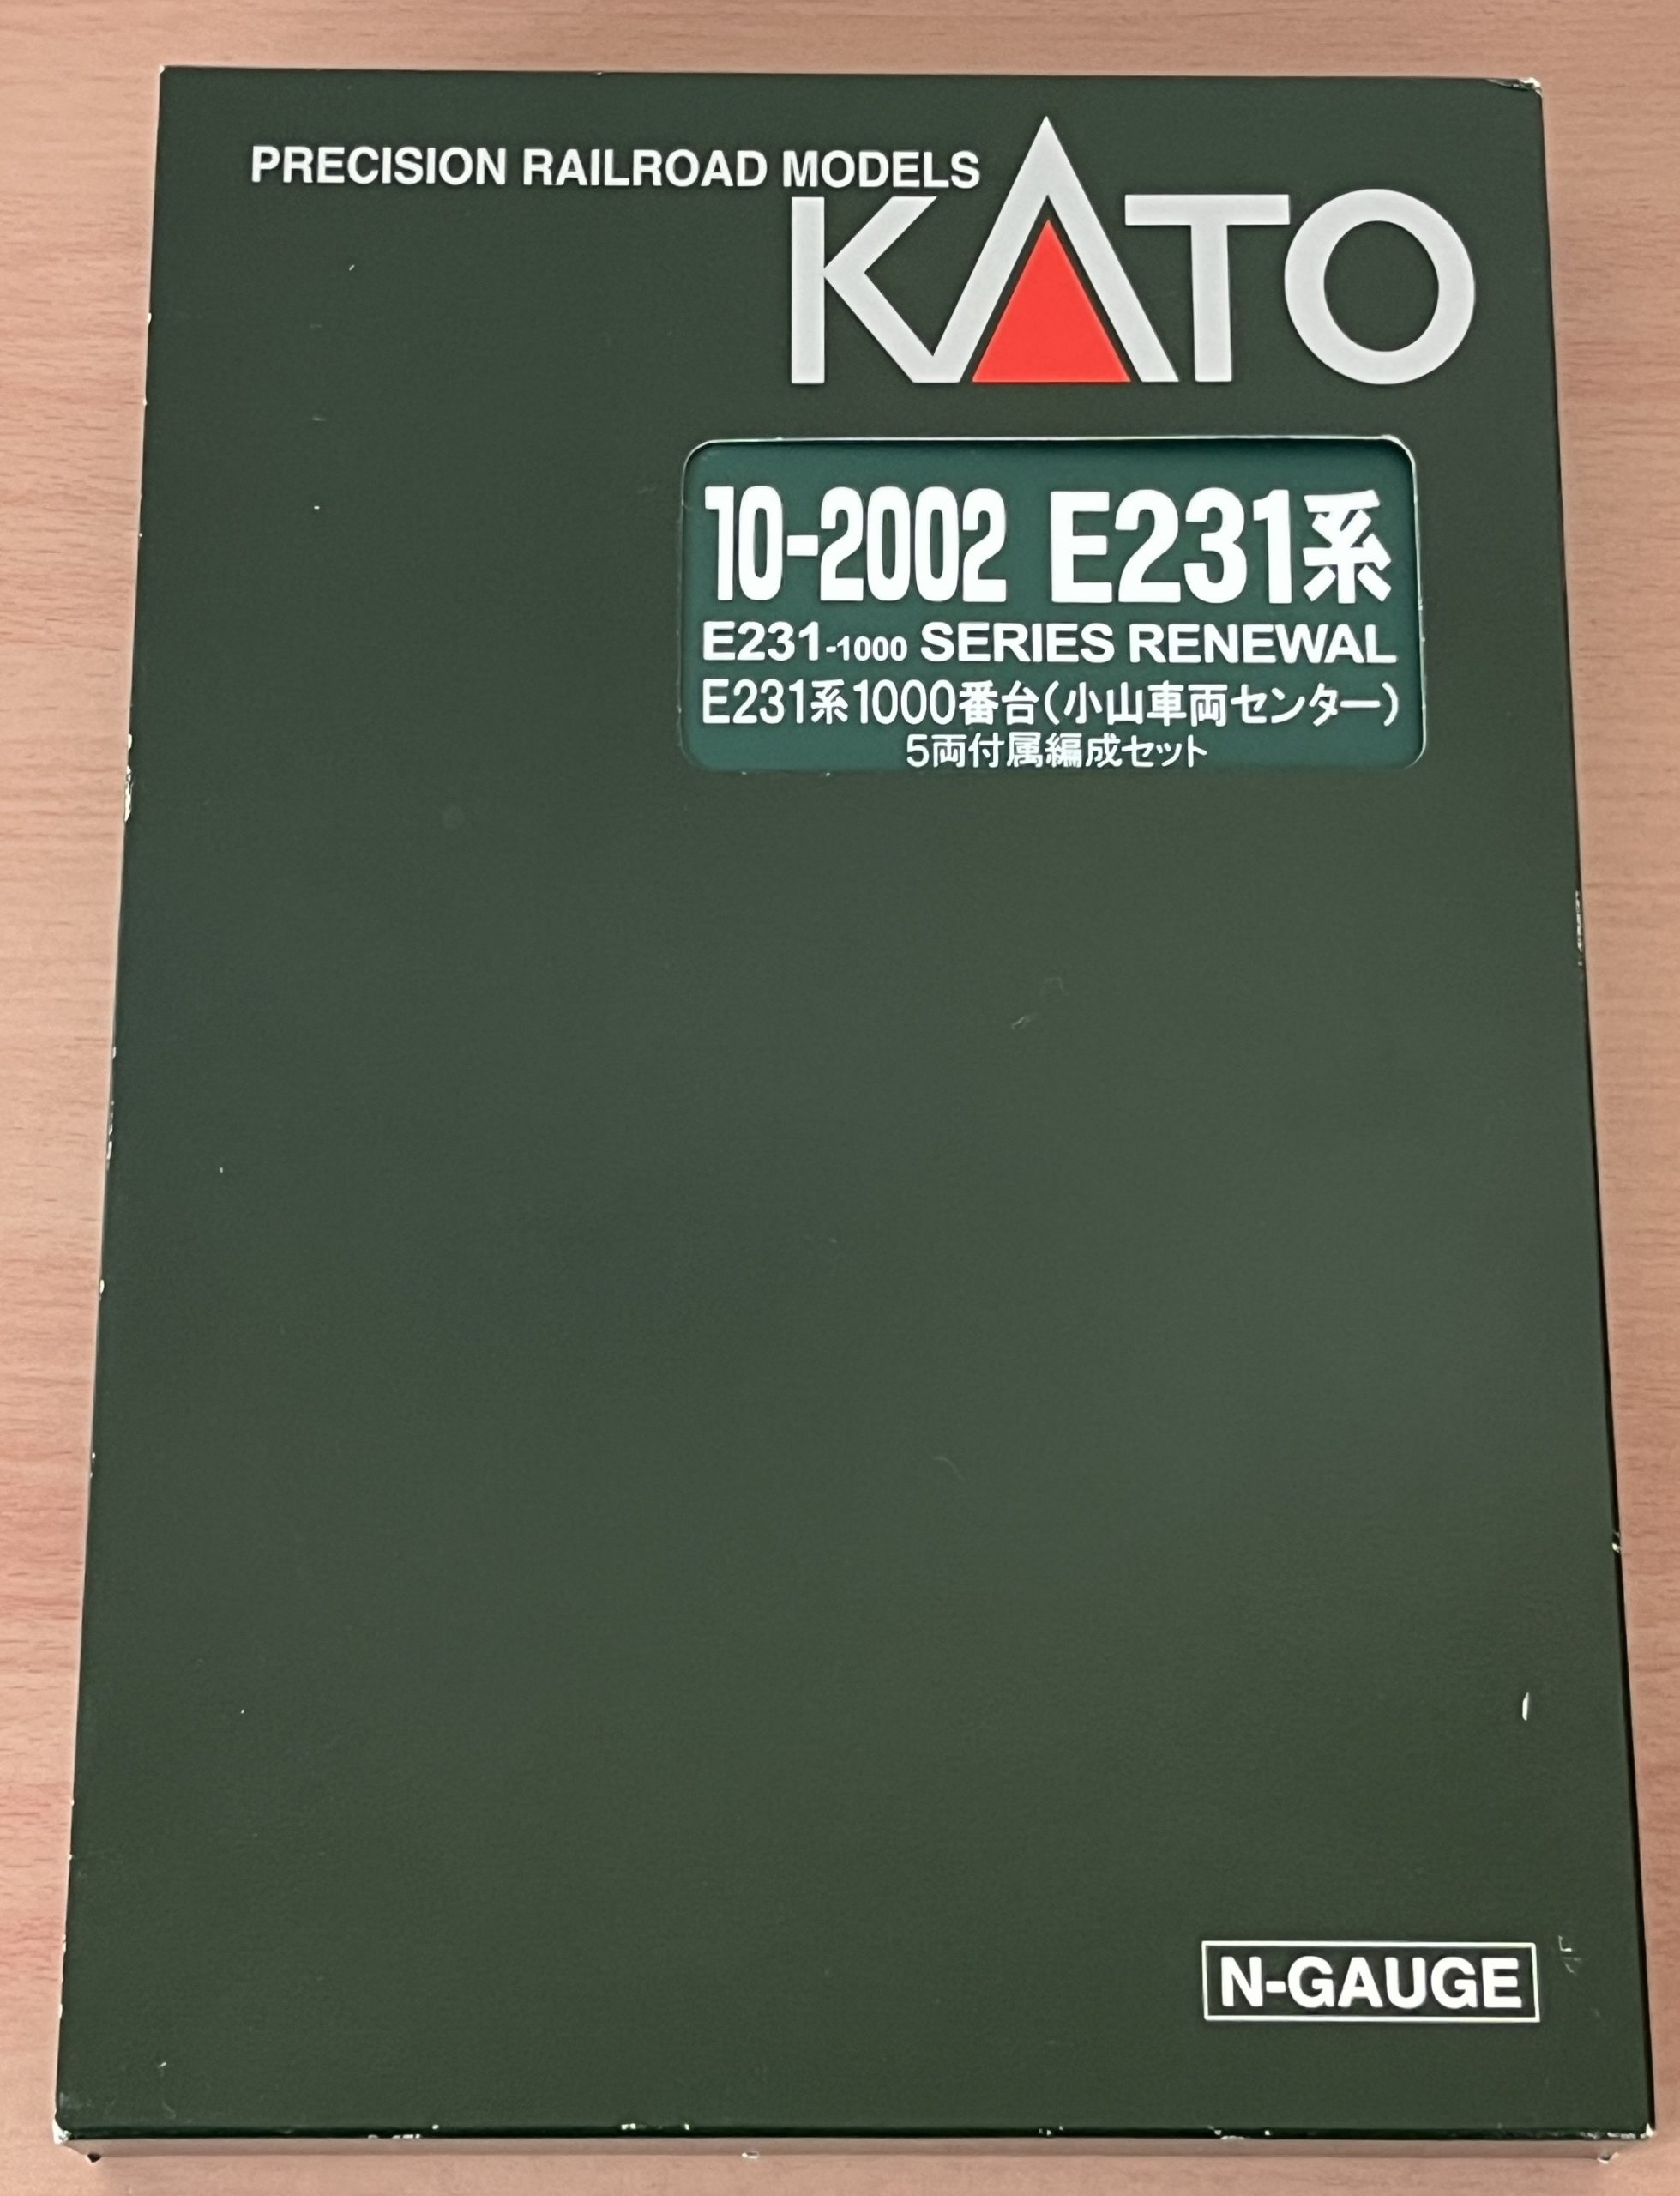 PRECISION RAILROAD MODELS
KATO
10-2002 E231系
E231-1000 SERIES RENEWAL
E231系1000番台(小山車両センター)
5両付属編成セット
N-GAUGE